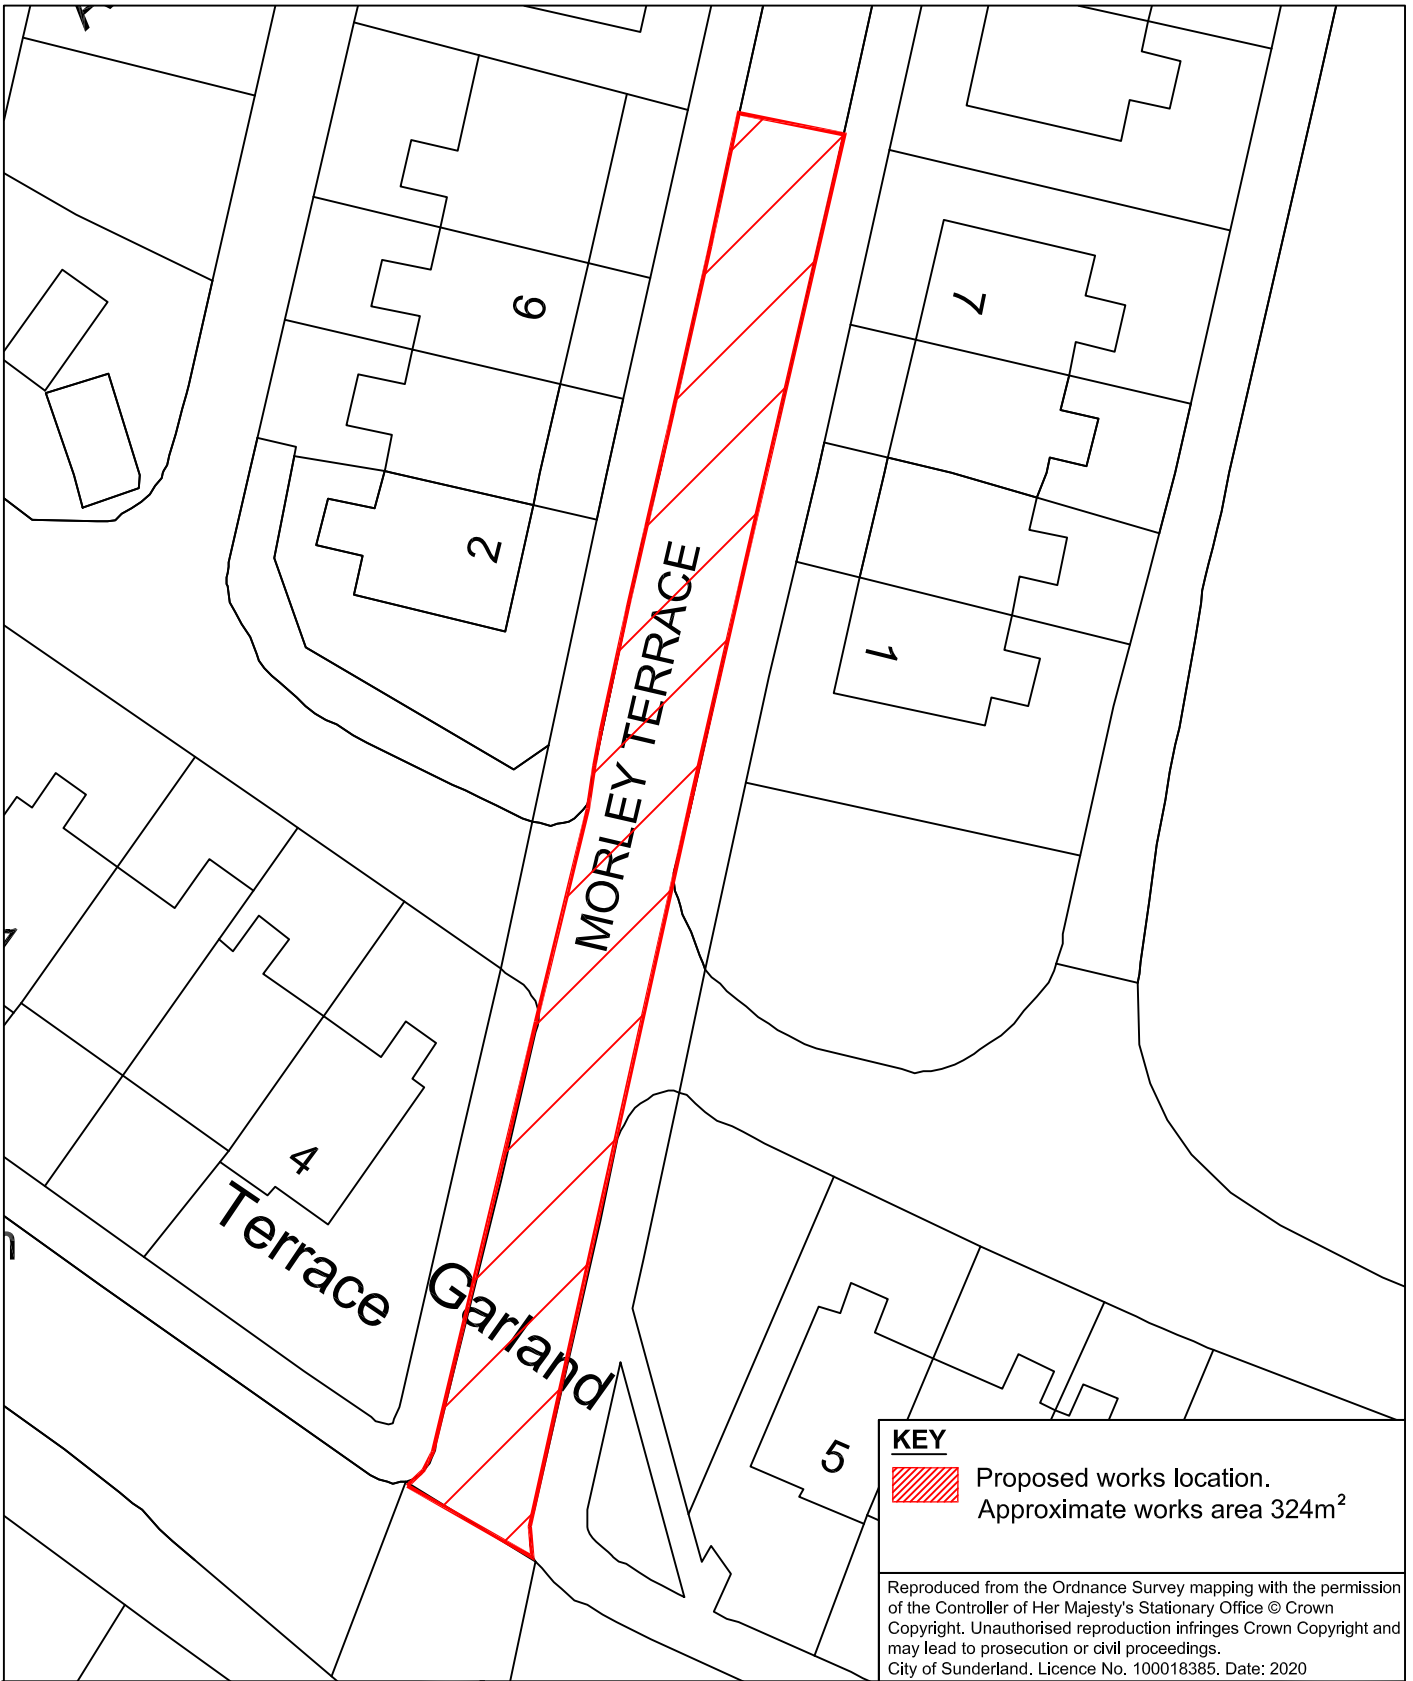 6
7
2
MORLEY TERRACE
1
4
Terrace
Garland
5
KEY
Proposed works location.
Approximate works area 324m²
Reproduced from the Ordnance Survey mapping with the permission
of the Controller of Her Majesty's Stationary Office © Crown
Copyright. Unauthorised reproduction infringes Crown Copyright and
may lead to prosecution or civil proceedings.
City of Sunderland. Licence No. 100018385. Date: 2020